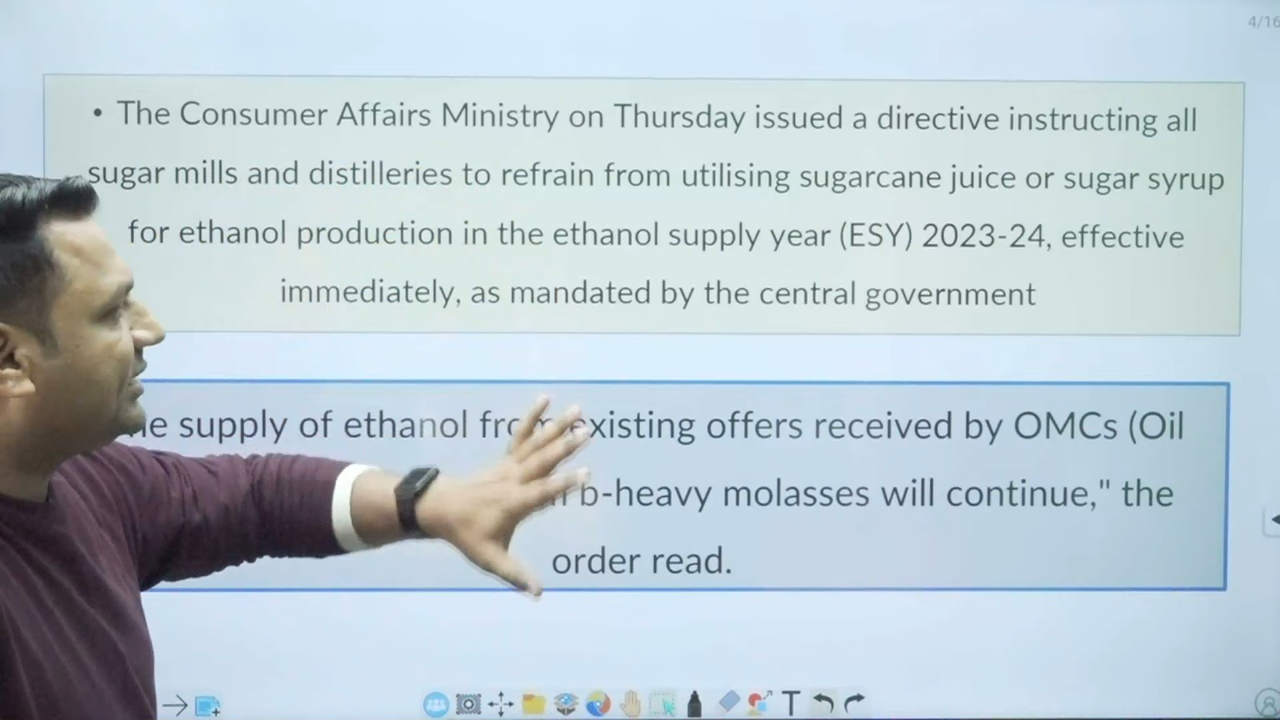 4/16
• The Consumer Affairs Ministry on Thursday issued a directive instructing all
sugar mills and distilleries to refrain from utilising sugarcane juice or sugar syrup
for ethanol production in the ethanol supply year (ESY) 2023-24, effective
immediately, as mandated by the central government
supply of ethanol existing offers received by OMCs (Oil
b-heavy molasses will continue," the
order read.
T